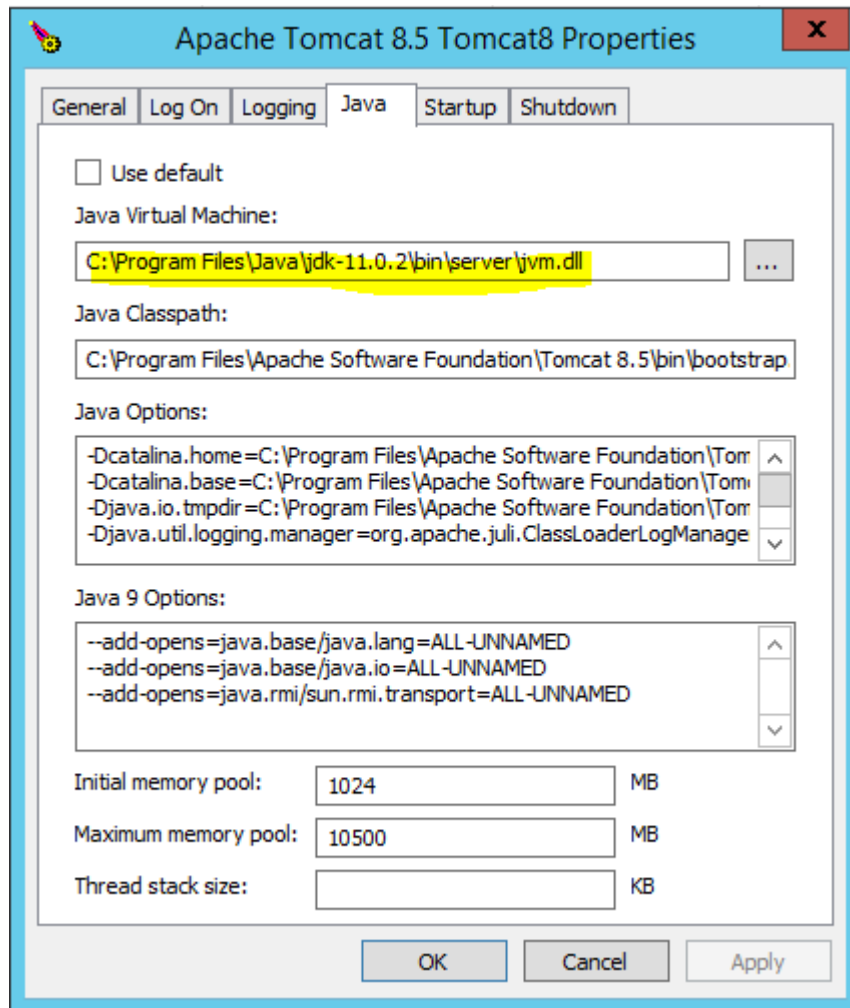 Apache Tomcat 8.5 Tomcat8 Properties
x
General Log On Logging Java Startup Shutdown
Use default
Java Virtual Machine:
C:\Program Files\Java\jdk-11.0.2\bin\server\jvm.dll
...
Java Classpath:
C:\Program Files\Apache Software Foundation\Tomcat 8.5\bin\bootstrap
Java Options:
-Dcatalina.home=C:\Program Files\Apache Software Foundation\Tom
-Dcatalina.base=C:\Program Files\Apache Software Foundation\Tomc
-Djava.io.tmpdir=C:\Program Files\Apache Software Foundation\Tom
-Djava.util.logging.manager=org.apache.juli.ClassLoaderLogManage
Java 9 Options:
--add-opens=java.base/java.lang=ALL-UNNAMED
--add-opens=java.base/java.io=ALL-UNNAMED
--add-opens=java.rmi/sun.rmi.transport=ALL-UNNAMED
Initial memory pool: 1024 MB
Maximum memory pool: 10500 MB
Thread stack size: KB
OK Cancel Apply